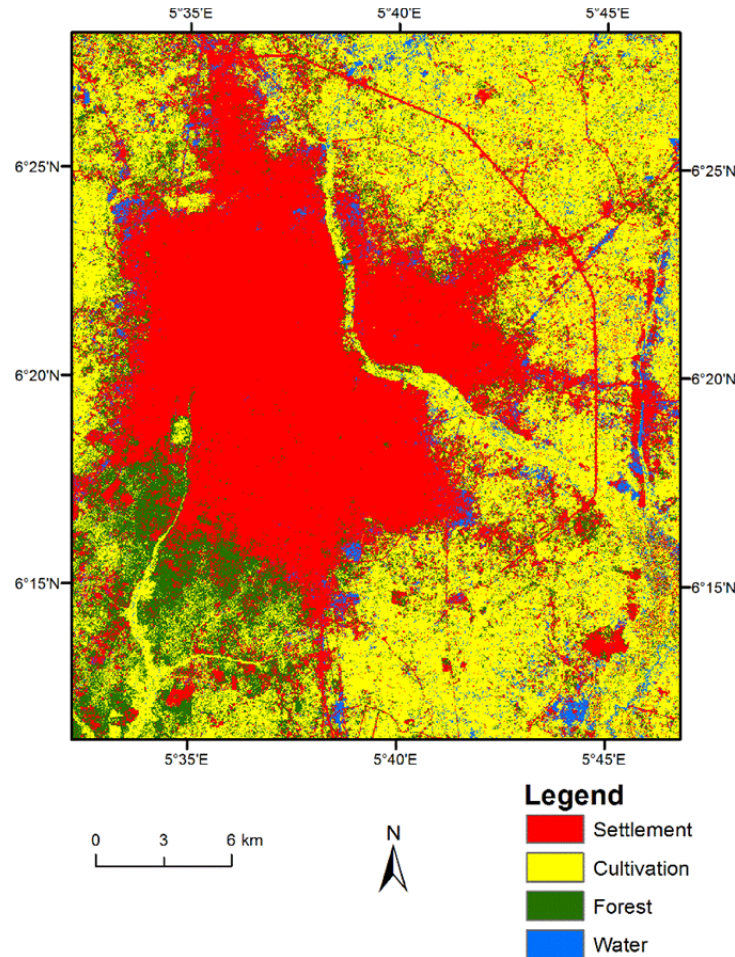 5°35'E 5°40'E 5°45'E
6°25'N 6°25'N
6°20'N 6°20'N
6°15'N 6°15'N
5°35'E 5°40'E 5°45'E
Legend
0 3 6 km N Settlement
Cultivation
Forest
Water